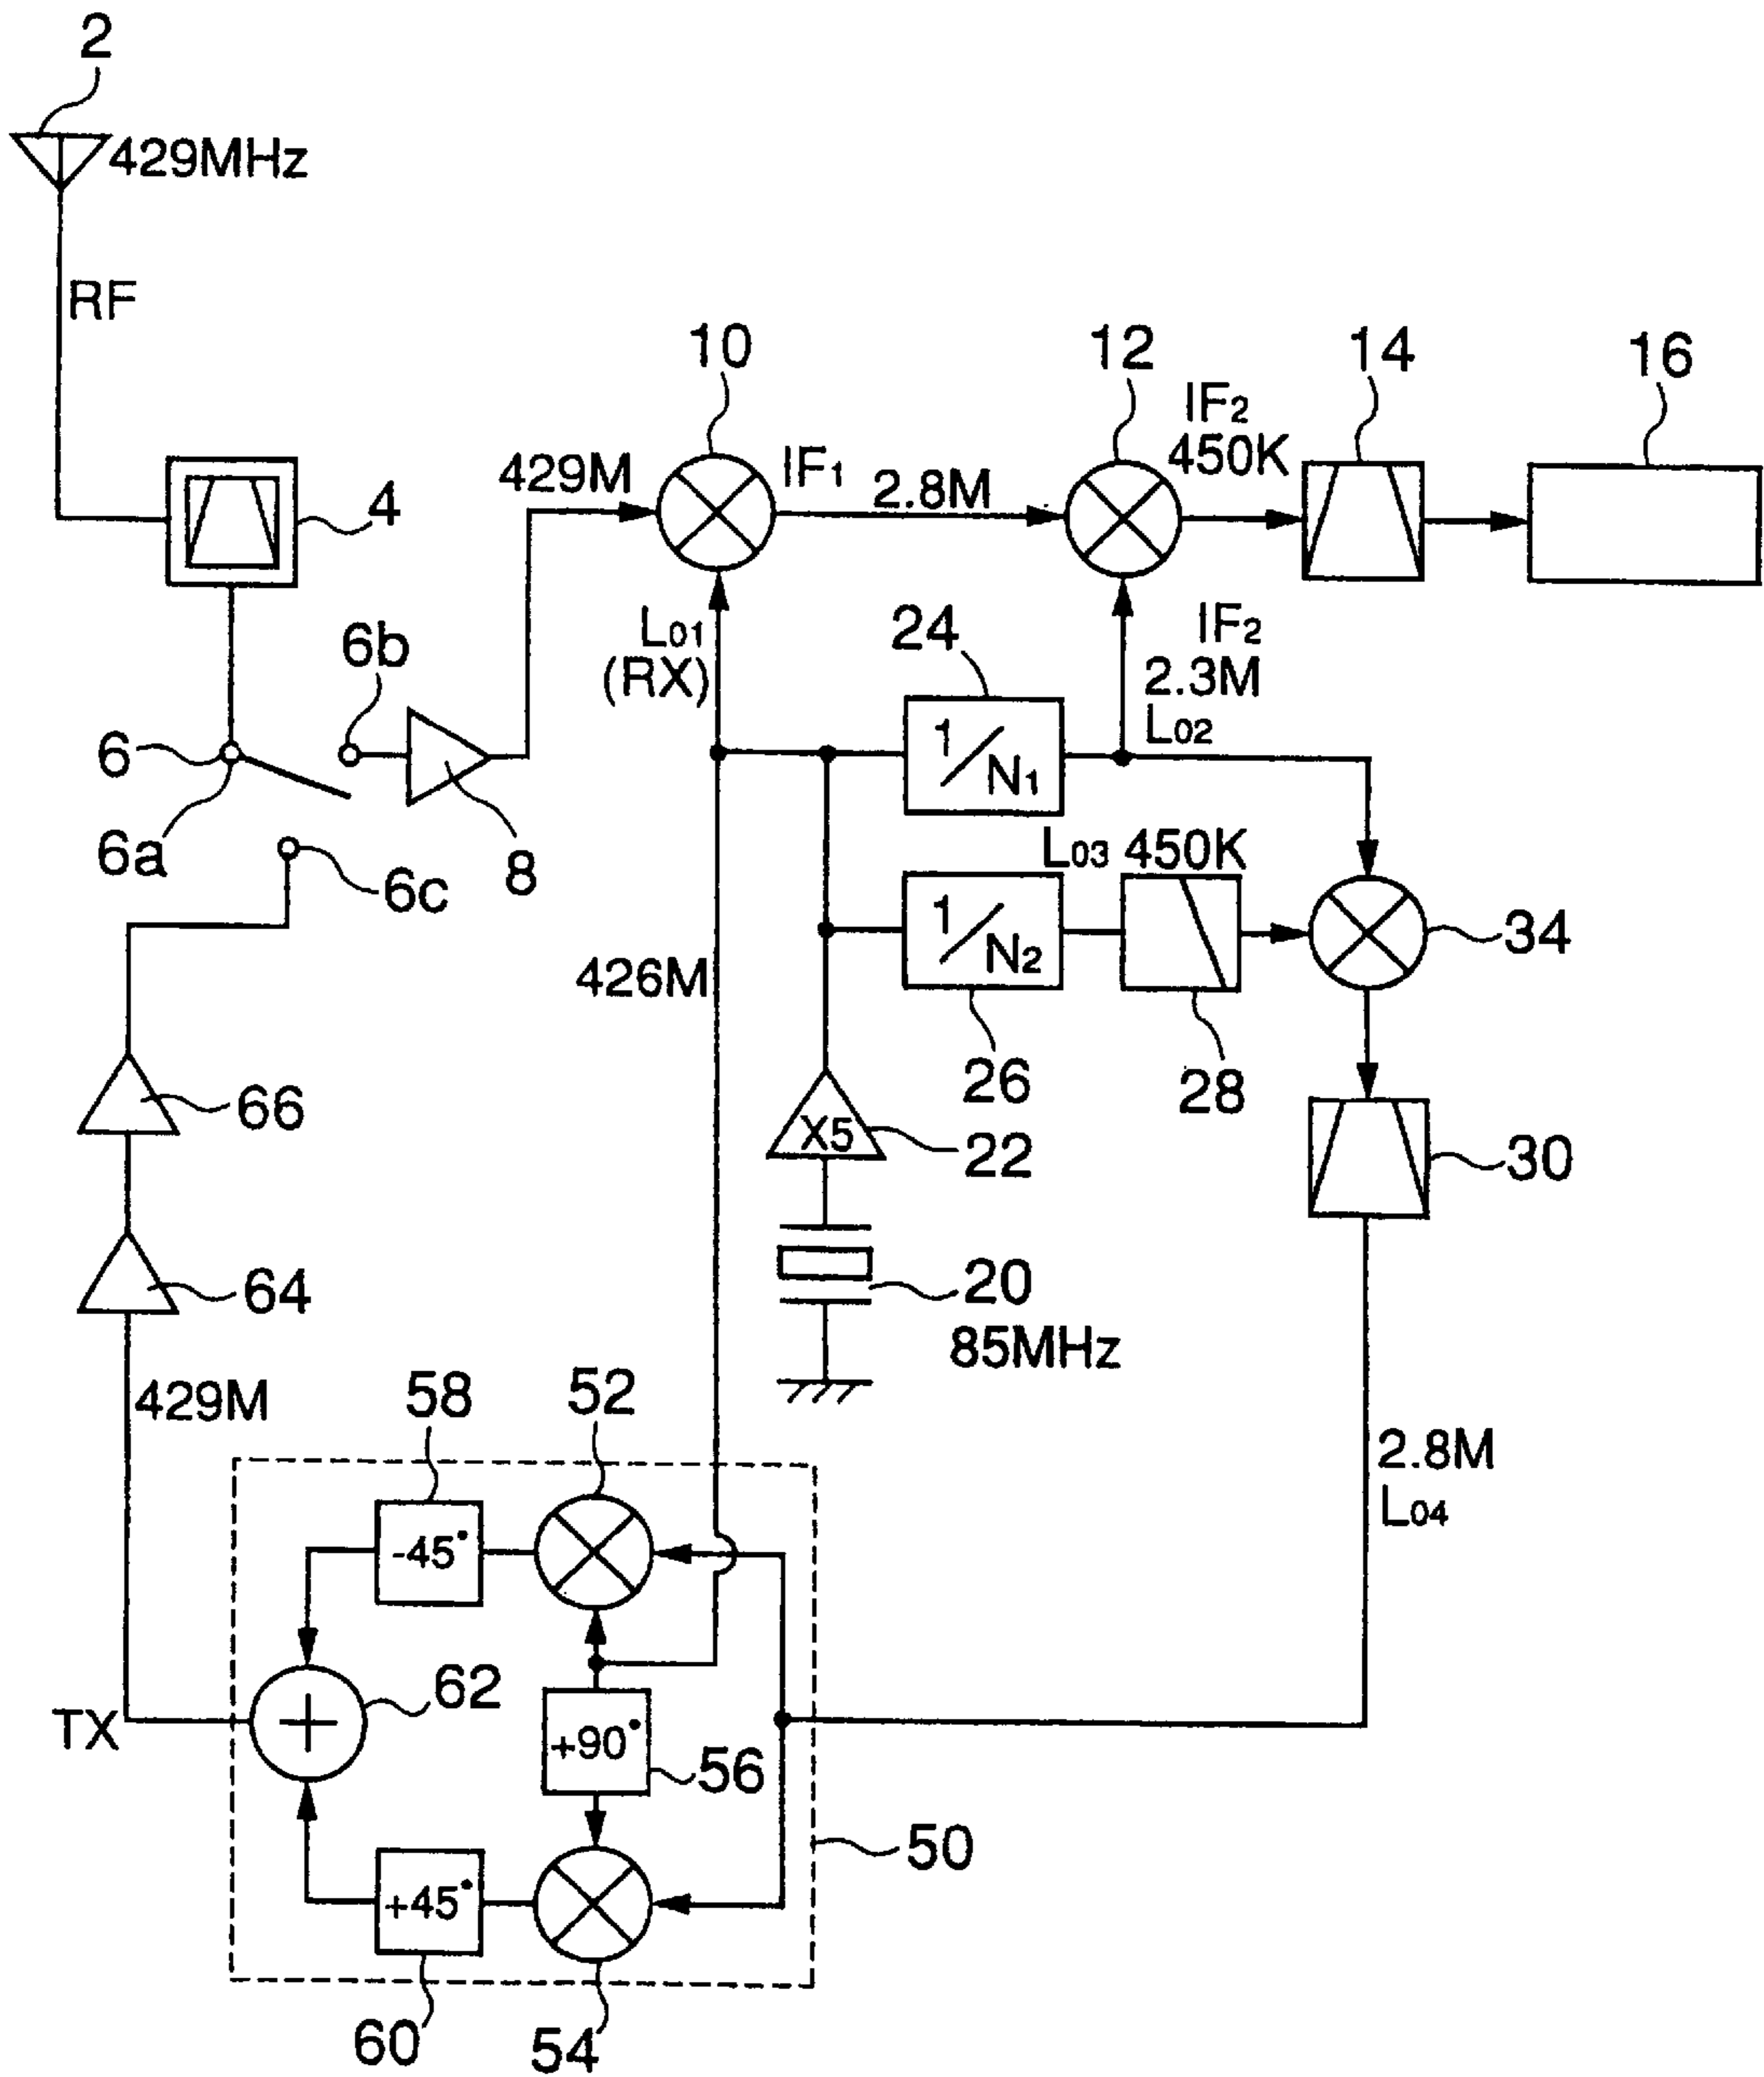 2
429MHz
RF
10
12
14
16
IF2
450K
429M
IF1
2.8M
4
L01
(RX)
24
IF2
2.3M
L02
6b
6
1/N1
6a
8
6c
L03 450K
1/N2
34
426M
26
28
66
X5
22
30
64
20
85MHz
429M
58
52
2.8M
L04
-45°
62
TX
+90°
56
50
+45°
60
54